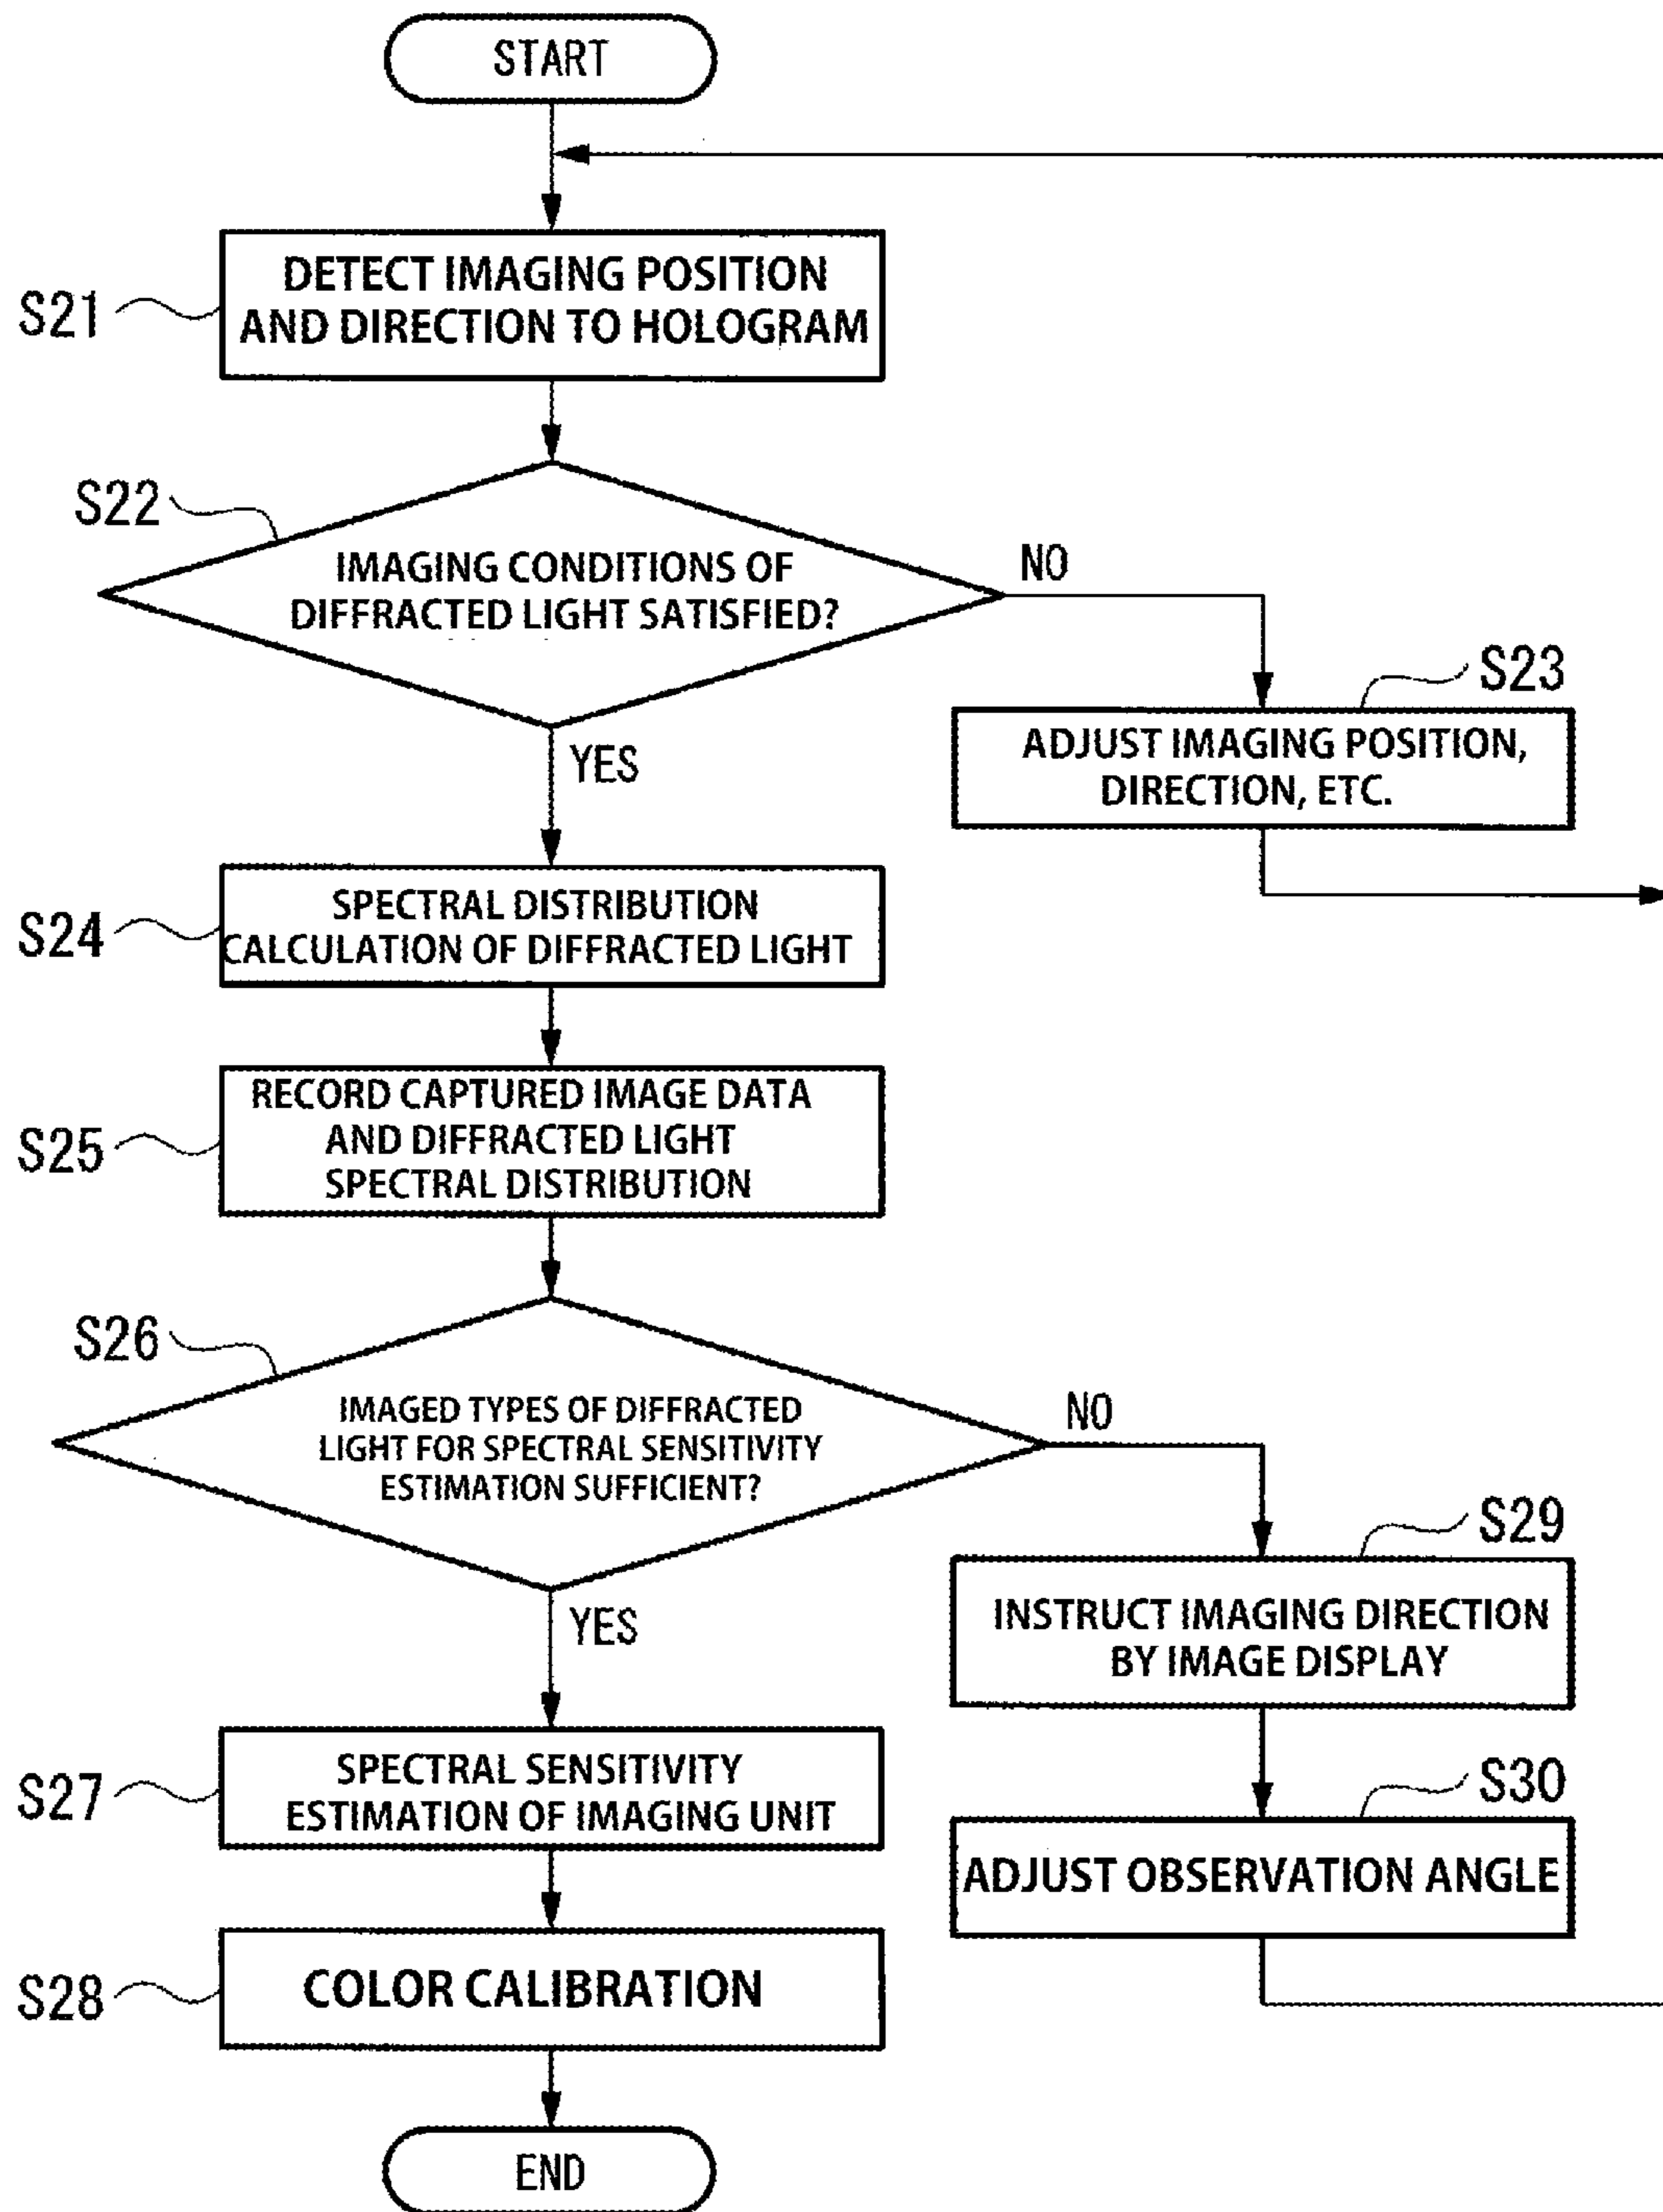 START
S21
DETECT IMAGING POSITION
AND DIRECTION TO HOLOGRAM
S22
IMAGING CONDITIONS OF
DIFFRACTED LIGHT SATISFIED?
NO
YES
S23
ADJUST IMAGING POSITION,
DIRECTION, ETC.
S24
SPECTRAL DISTRIBUTION
CALCULATION OF DIFFRACTED LIGHT
S25
RECORD CAPTURED IMAGE DATA
AND DIFFRACTED LIGHT
SPECTRAL DISTRIBUTION
S26
IMAGED TYPES OF DIFFRACTED
LIGHT FOR SPECTRAL SENSITIVITY
ESTIMATION SUFFICIENT?
NO
YES
S29
INSTRUCT IMAGING DIRECTION
BY IMAGE DISPLAY
S27
SPECTRAL SENSITIVITY
ESTIMATION OF IMAGING UNIT
S30
ADJUST OBSERVATION ANGLE
S28
COLOR CALIBRATION
END